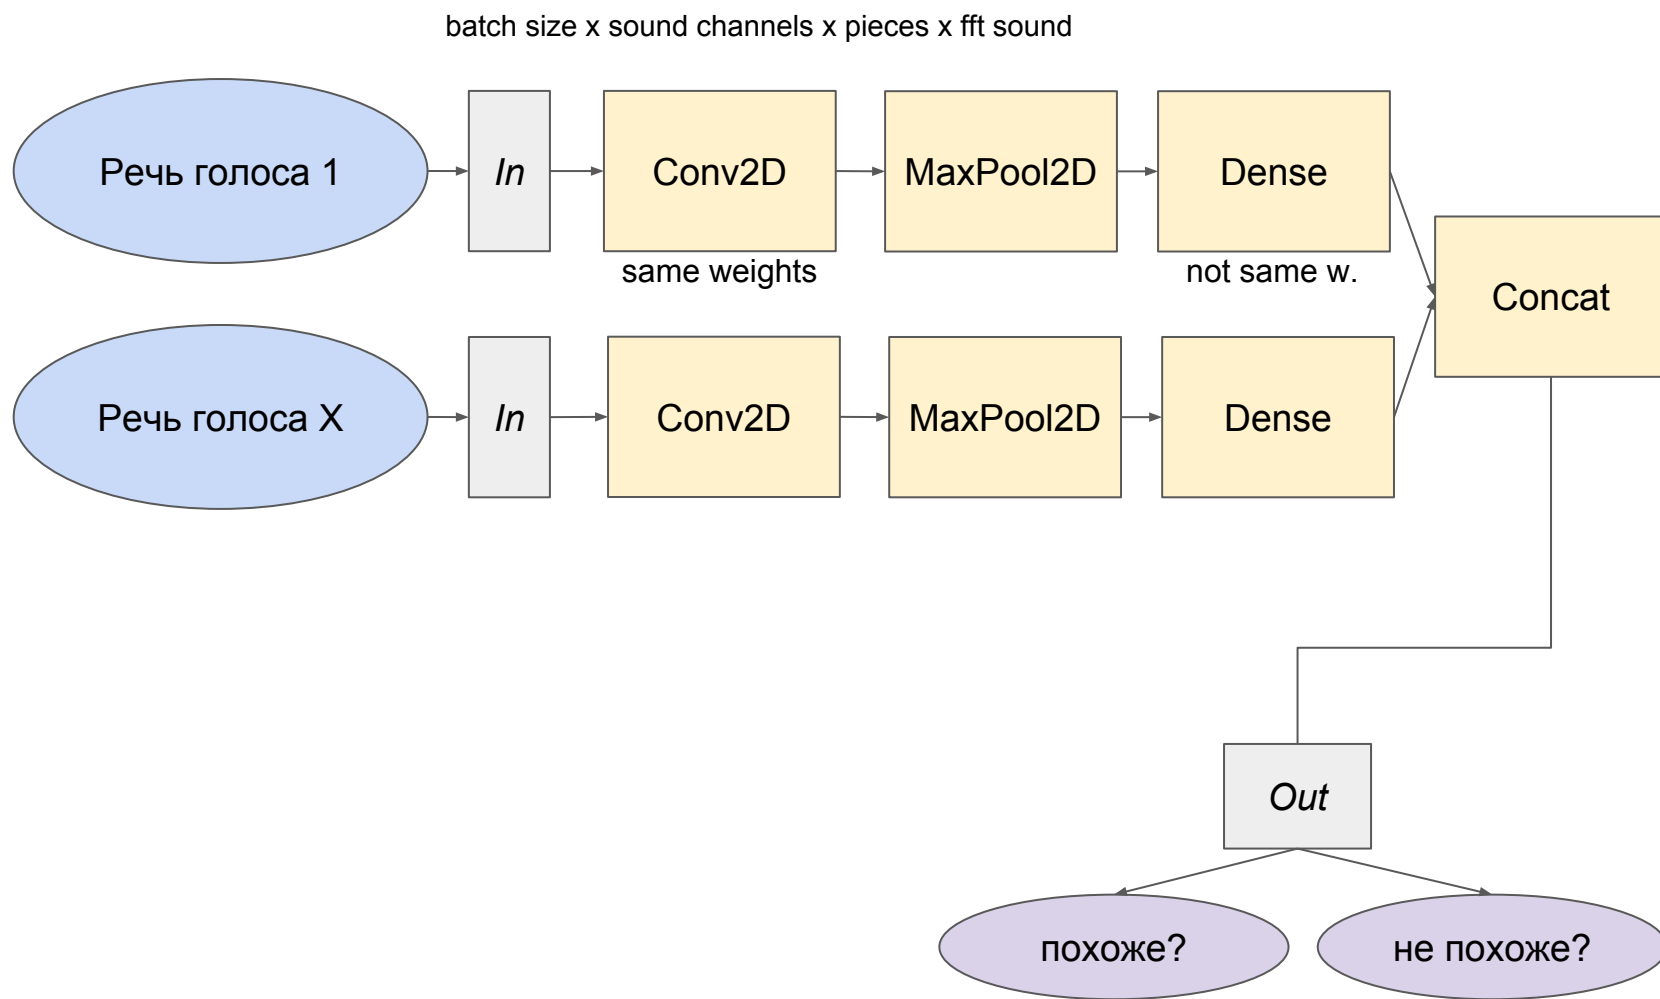 batch size x sound channels x pieces x fft sound
Речь голоса 1
In
Conv2D
MaxPool2D
Dense
same weights
not same w.
Concat
Речь голоса X
In
Conv2D
MaxPool2D
Dense
Out
похоже?
не похоже?